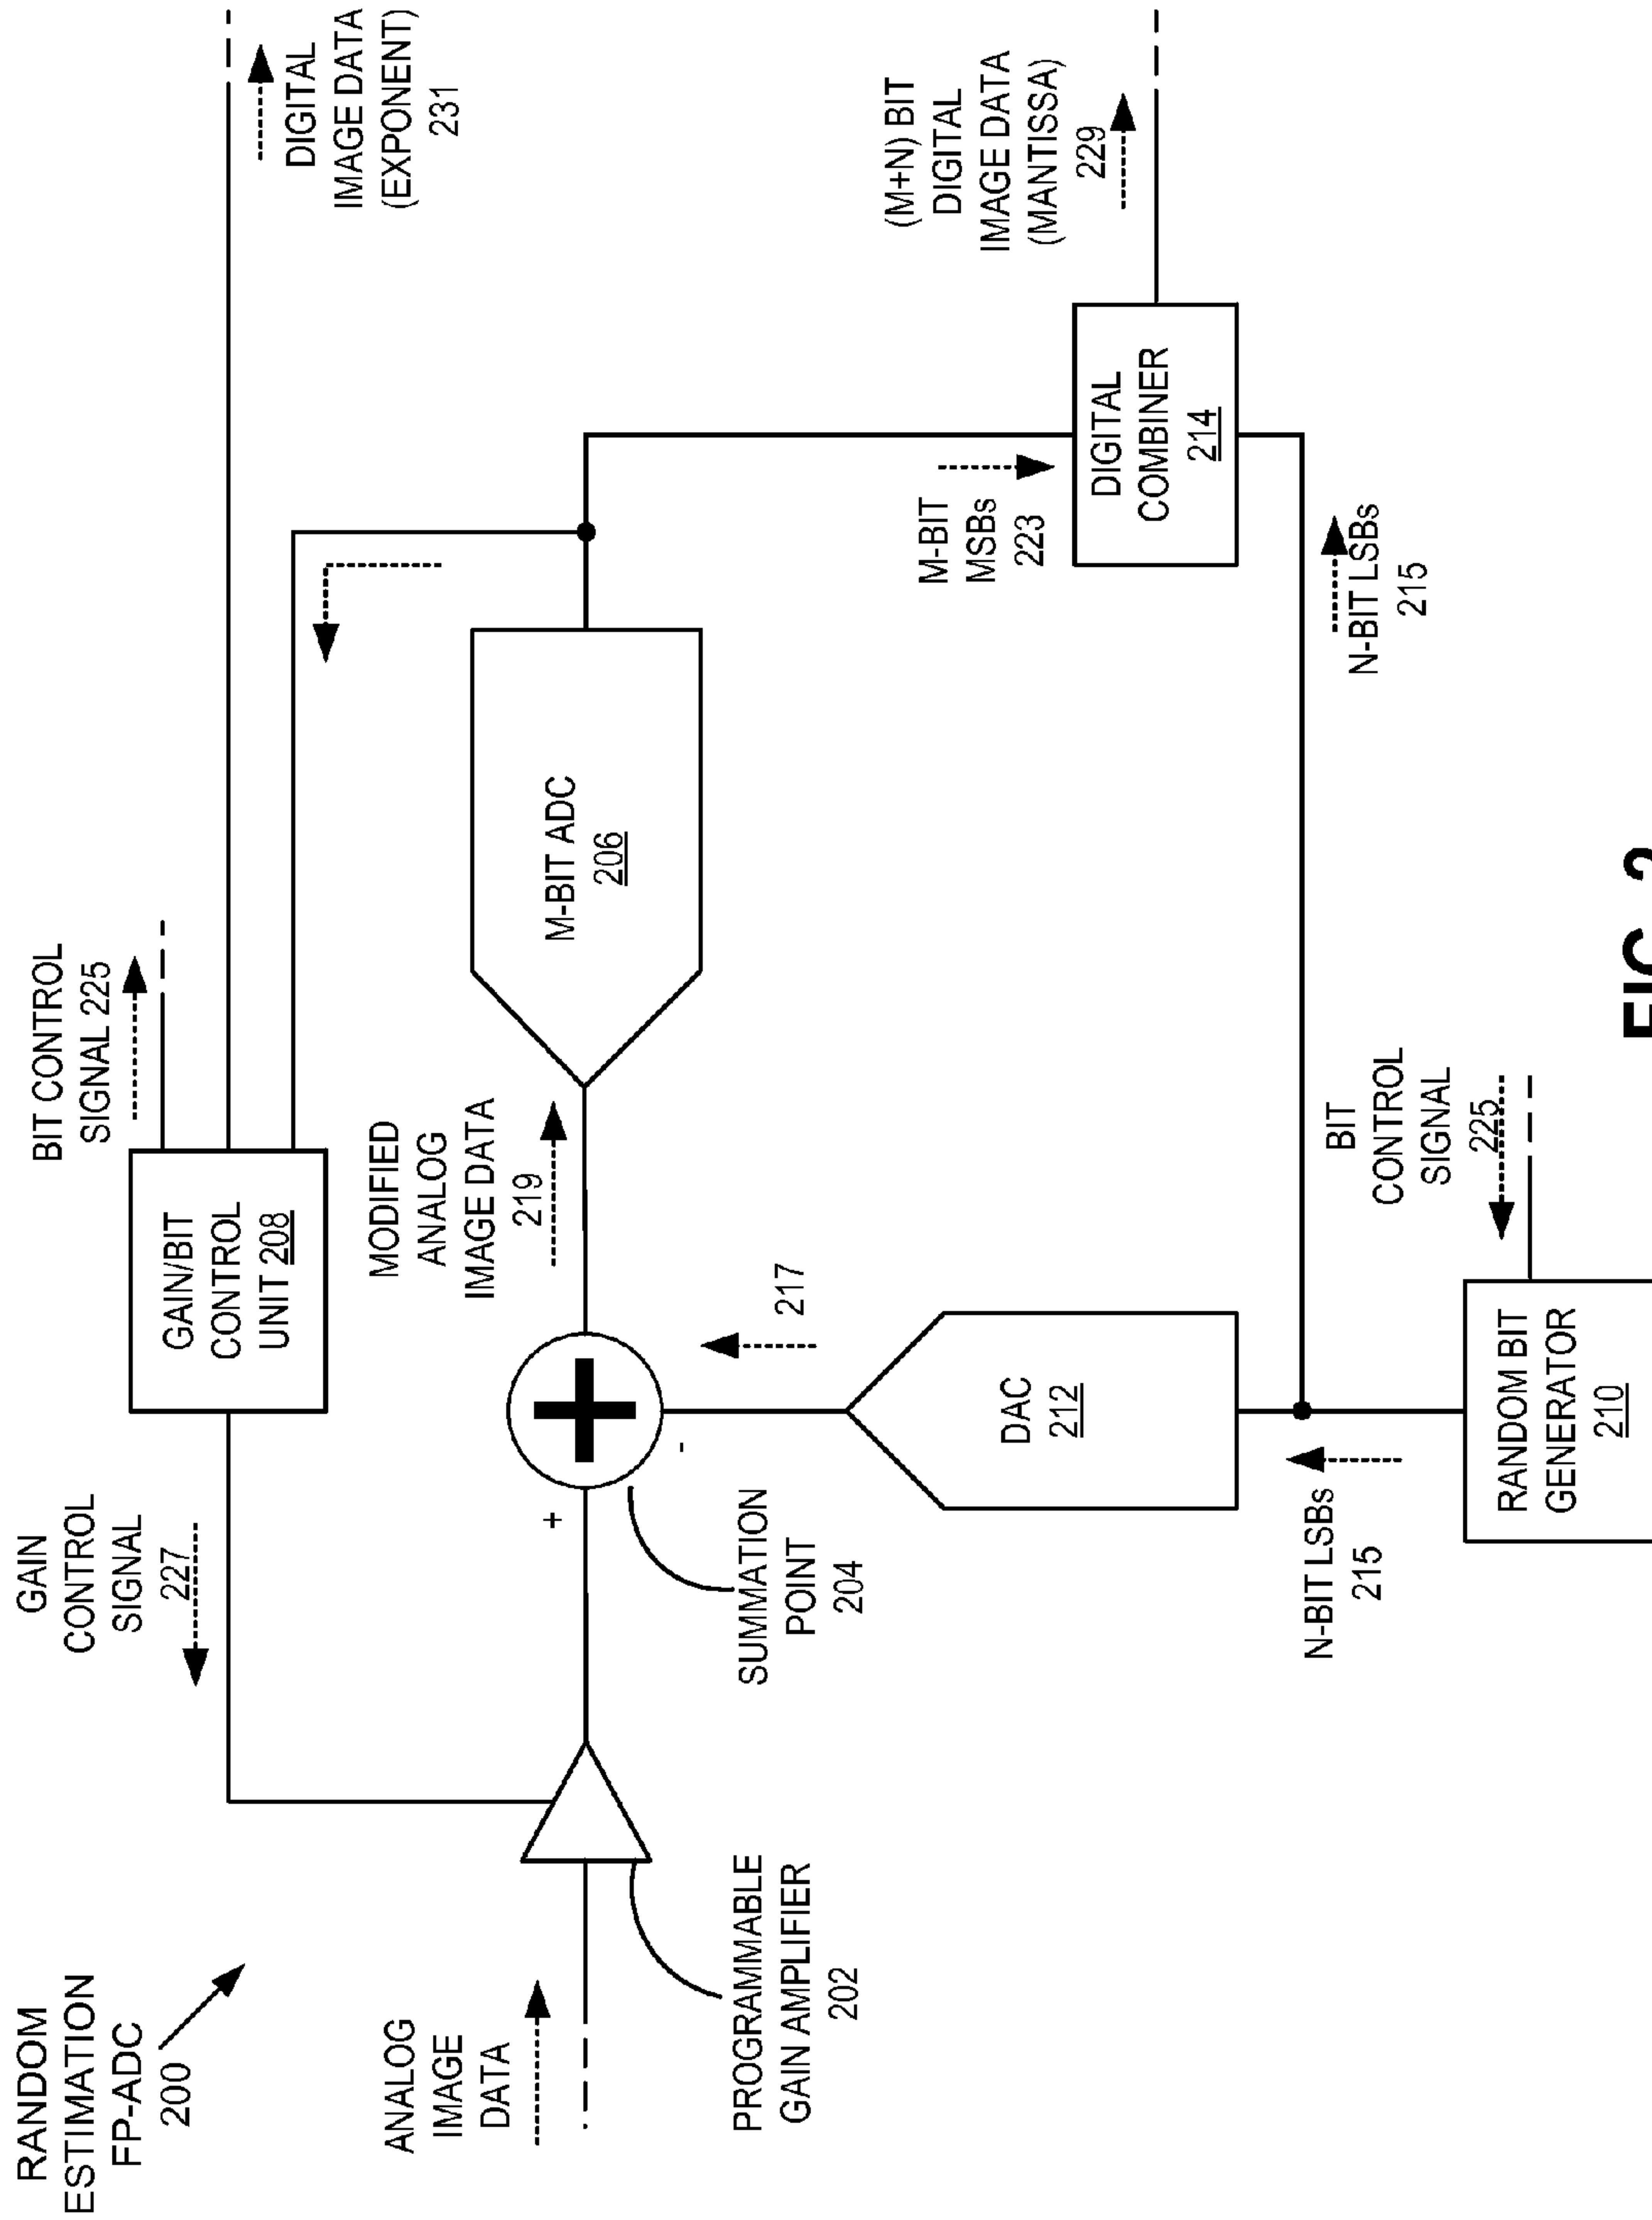 RANDOM
ESTIMATION
FP-ADC
200
GAIN
CONTROL
SIGNAL
227
BIT CONTROL
SIGNAL 225
GAIN/BIT
CONTROL
UNIT 208
DIGITAL
IMAGE DATA
(EXPONENT)
231
ANALOG
IMAGE
DATA
PROGRAMMABLE
GAIN AMPLIFIER
202
+
-
SUMMATION
POINT
204
MODIFIED
ANALOG
IMAGE DATA
219
217
M-BIT ADC
206
M-BIT
MSBs
223
(M+N) BIT
DIGITAL
IMAGE DATA
(MANTISSA)
229
DIGITAL
COMBINER
214
DAC
212
N-BIT LSBs
215
N-BIT LSBs
215
BIT
CONTROL
SIGNAL
225
RANDOM BIT
GENERATOR
210